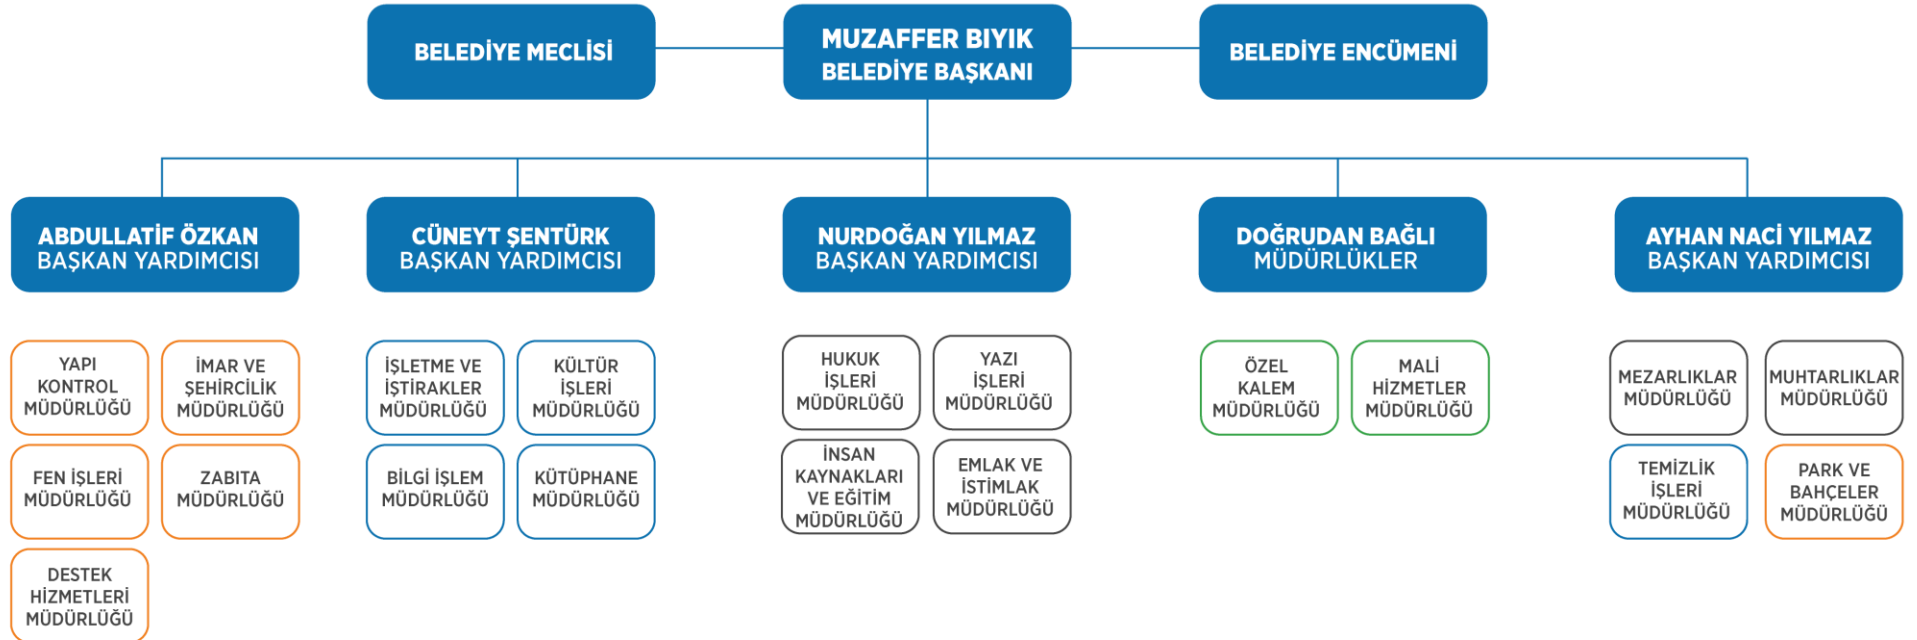 BELEDİYE MECLİSİ
MUZAFFER BIYIK
BELEDİYE BAŞKANI
BELEDİYE ENCÜMENİ
ABDULLATİF ÖZKAN
BAŞKAN YARDIMCISI
CÜNEYT ŞENTÜRK
BAŞKAN YARDIMCISI
NURDOĞAN YILMAZ
BAŞKAN YARDIMCISI
DOĞRUDAN BAĞLI
MÜDÜRLÜKLER
AYHAN NACİ YILMAZ
BAŞKAN YARDIMCISI
YAPI
KONTROL
MÜDÜRLÜĞÜ
İMAR VE
ŞEHİRCİLİK
MÜDÜRLÜĞÜ
FEN İŞLERİ
MÜDÜRLÜĞÜ
ZABITA
MÜDÜRLÜĞÜ
DESTEK
HİZMETLERİ
MÜDÜRLÜĞÜ
İŞLETME VE
İŞTİRAKLER
MÜDÜRLÜĞÜ
KÜLTÜR
İŞLERİ
MÜDÜRLÜĞÜ
BİLGİ İŞLEM
MÜDÜRLÜĞÜ
KÜTÜPHANE
MÜDÜRLÜĞÜ
HUKUK
İŞLERİ
MÜDÜRLÜĞÜ
YAZI
İŞLERİ
MÜDÜRLÜĞÜ
İNSAN
KAYNAKLARI
VE EĞİTİM
MÜDÜRLÜĞÜ
EMLAK VE
İSTİMLAK
MÜDÜRLÜĞÜ
ÖZEL
KALEM
MÜDÜRLÜĞÜ
MALİ
HİZMETLER
MÜDÜRLÜĞÜ
MEZARLIKLAR
MÜDÜRLÜĞÜ
MUHTARLIKLAR
MÜDÜRLÜĞÜ
TEMİZLİK
İŞLERİ
MÜDÜRLÜĞÜ
PARK VE
BAHÇELER
MÜDÜRLÜĞÜ